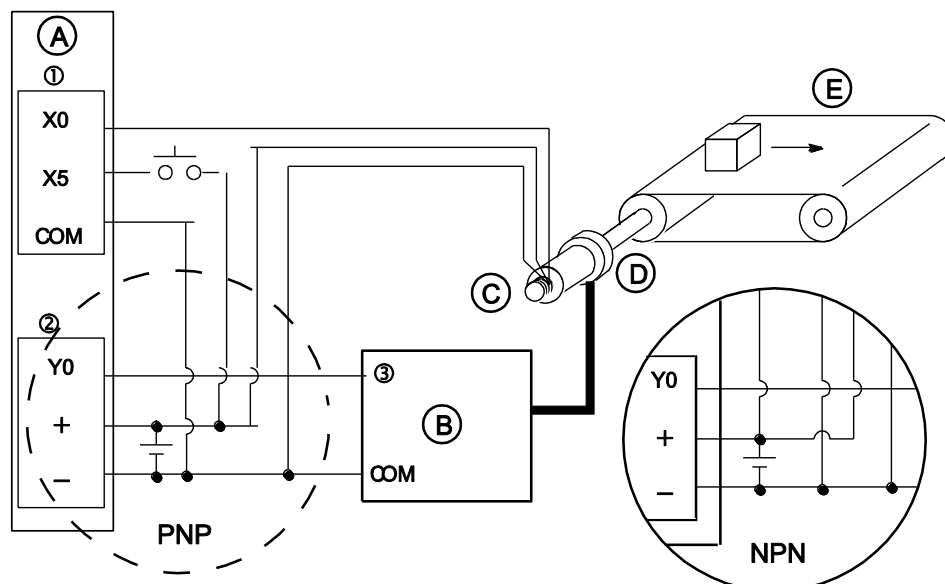 A
①
X0
X5
COM
②
Y0
+
−
PNP
③
B
COM
C
D
E
Y0
+
−
NPN